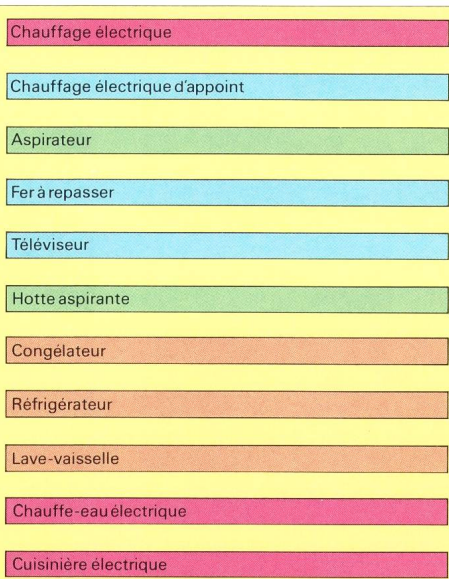 Chauffage électrique
Chauffage électrique d'appoint
Aspirateur
Fer à repasser
Téléviseur
Hotte aspirante
Congélateur
Réfrigérateur
Lave-vaisselle
Chauffe-eau électrique
Cuisinière électrique